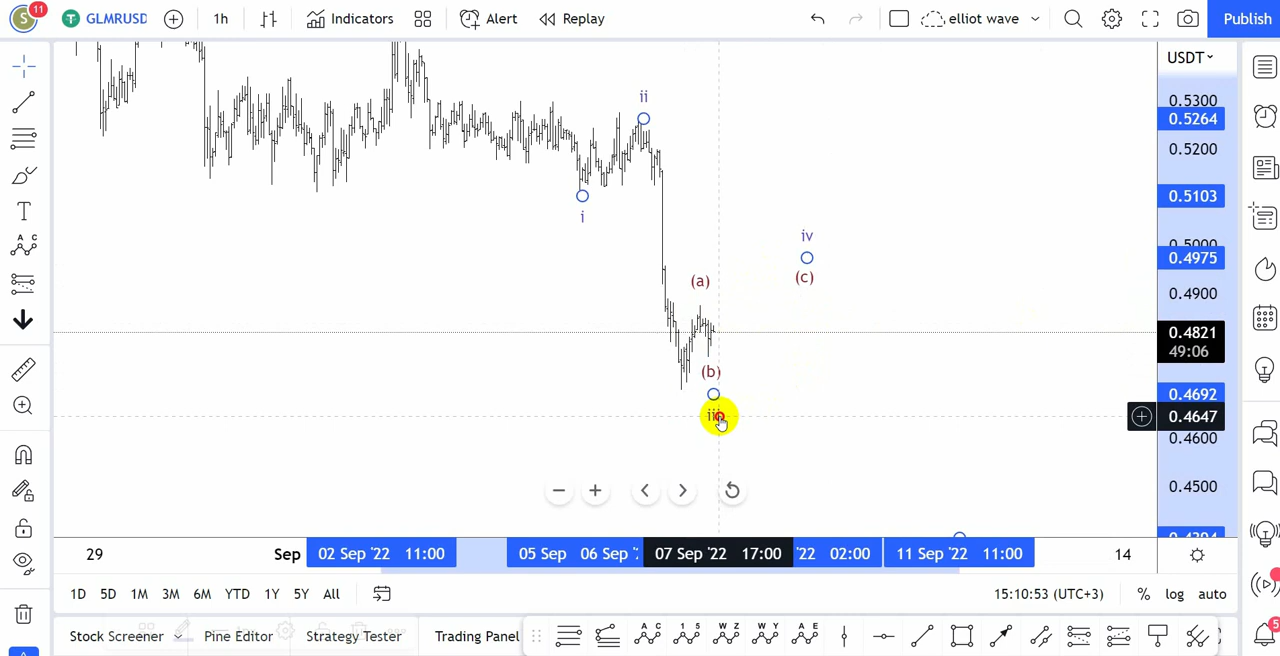 S 11 GLMRUSD 1h Indicators Alert Replay elliot wave Publish
USDT
0.5300
ii
0.5264
0.5200
0.5103
i
iv
0.5000
0.4975
(a)
(c)
0.4900
0.4821
49:06
(b)
0.4692
iii
0.4647
0.4600
0.4500
29 Sep 02 Sep '22 11:00 05 Sep 06 Sep ' 07 Sep '22 17:00 '22 02:00 11 Sep '22 11:00 14
1D 5D 1M 3M 6M YTD 1Y 5Y All 15:10:53 (UTC+3) % log auto
Stock Screener Pine Editor Strategy Tester Trading Panel